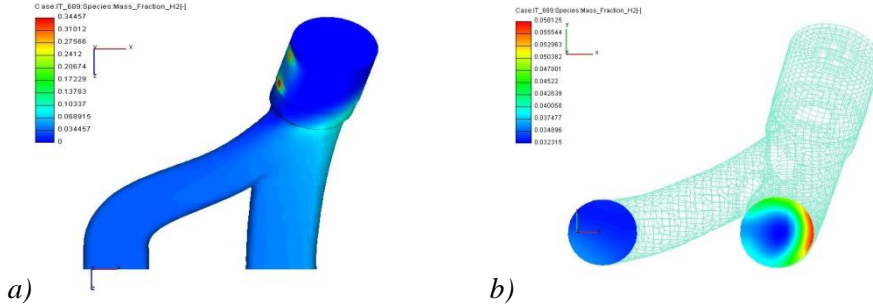 Case:IT_689:Species:Mass_Fraction_H2[-]
0.34457
0.31012
0.27566
0.2412
0.20674
0.17229
0.13783
0.10337
0.068915
0.034457
0
Y
X
Z
z
a)
Case:IT_689:Species:Mass_Fraction_H2[-]
0.058125
0.055544
0.052963
0.050382
0.047801
0.04522
0.042639
0.040058
0.037477
0.034896
0.032315
Y
x
b)